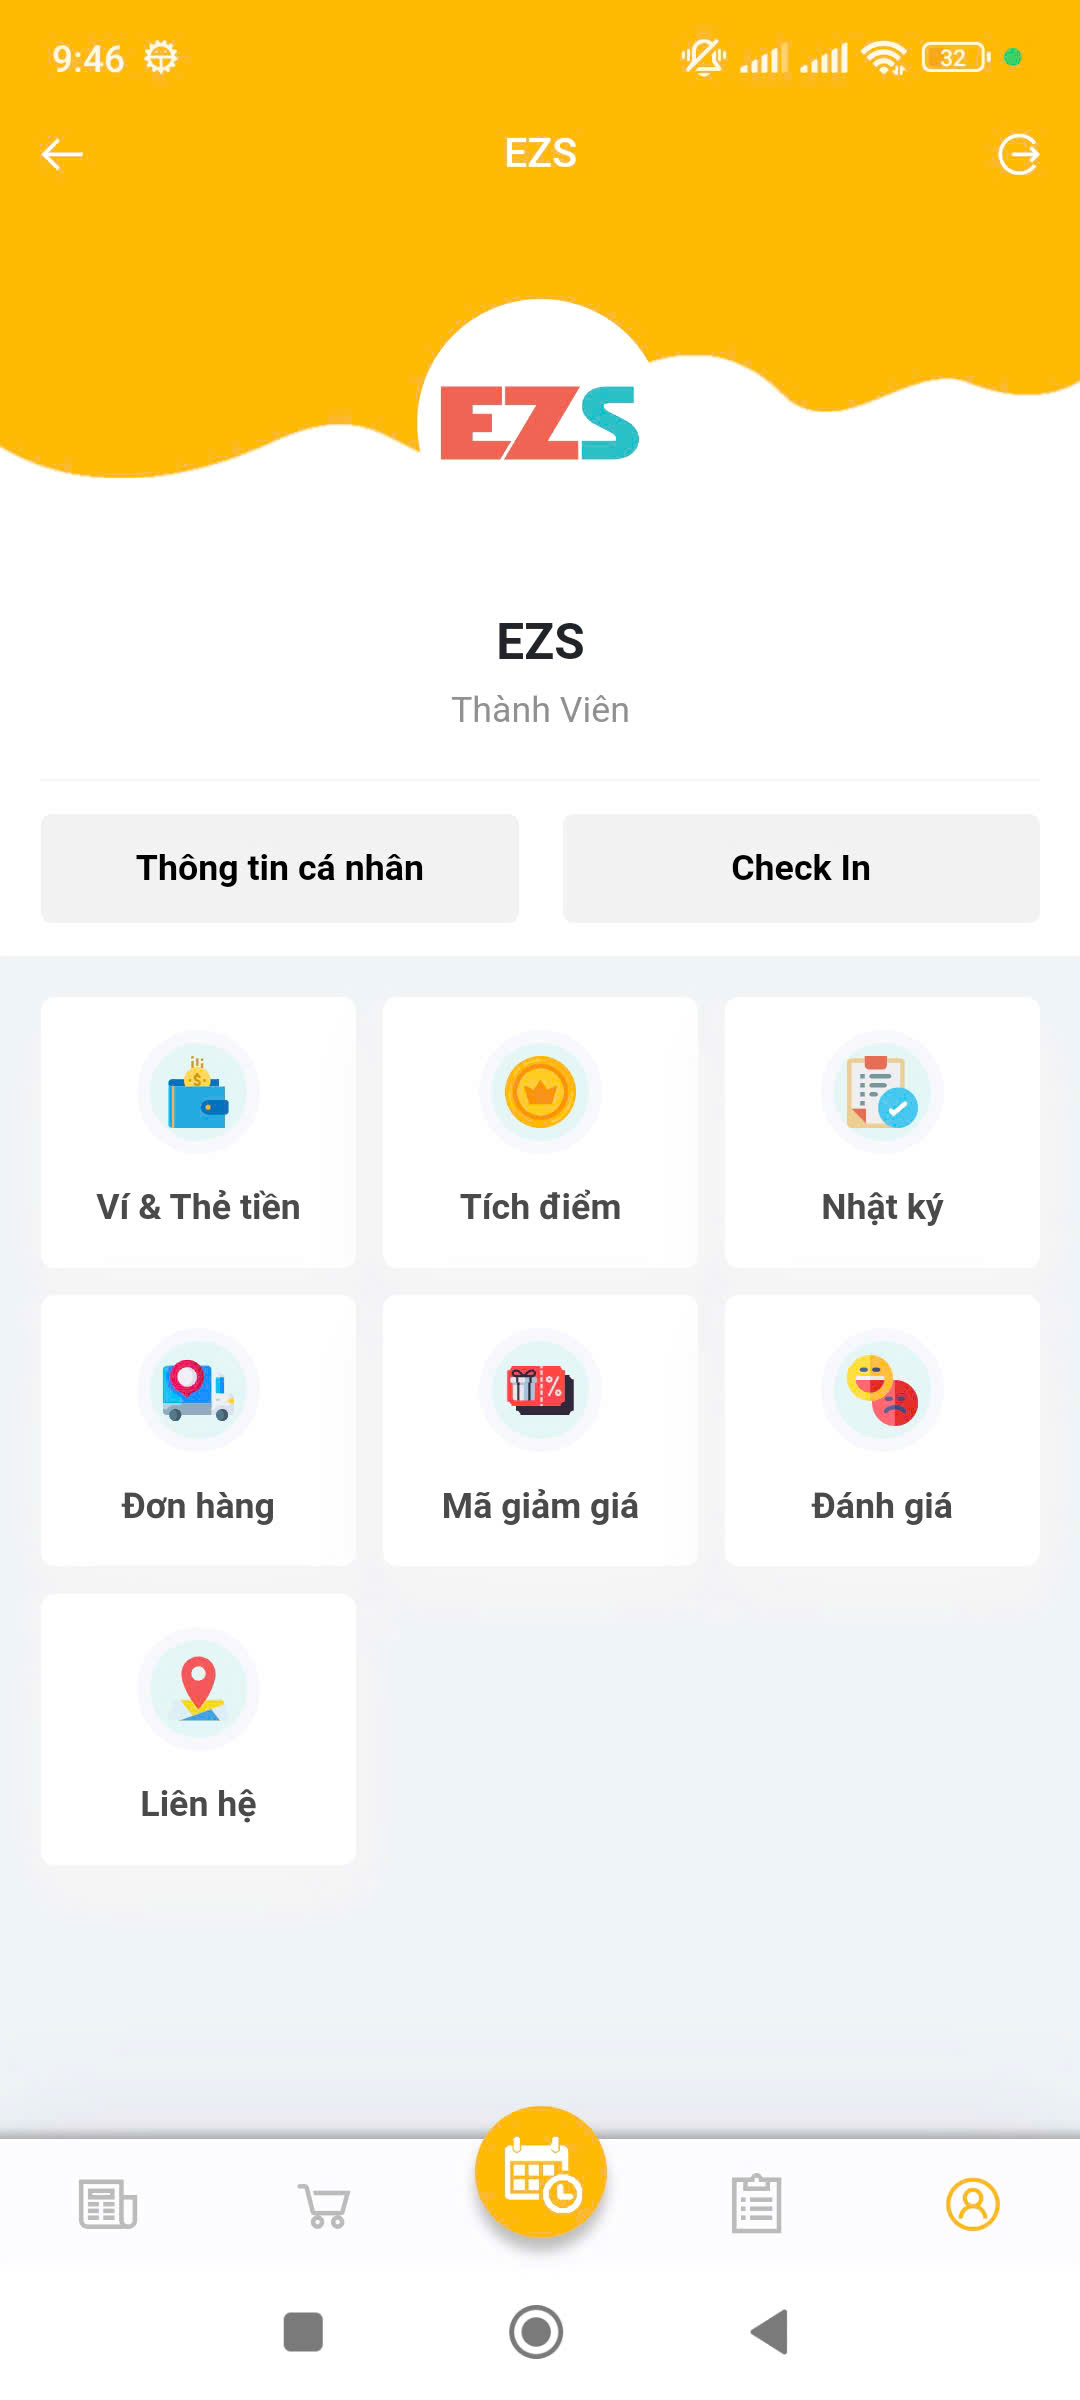 9:46
32
EZS
EZS
EZS
Thành Viên
Thông tin cá nhân
Check In
Ví & Thẻ tiền
Tích điểm
Nhật ký
Đơn hàng
Mã giảm giá
Đánh giá
Liên hệ